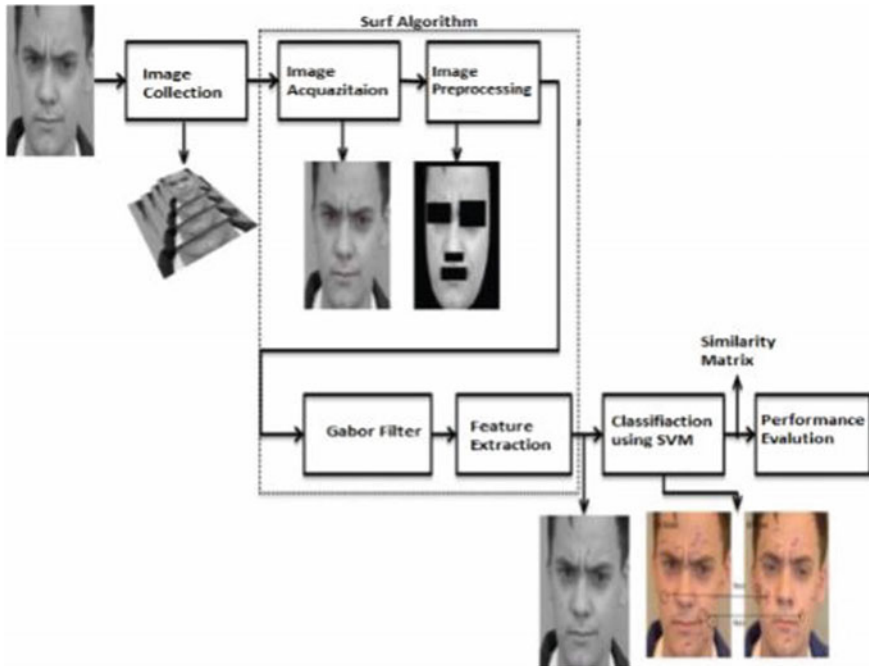 Surf Algorithm
Image
Collection
Image
Acquazitaion
Image
Preprocessing
Similarity
Matrix
Gabor Filter
Feature
Extraction
Classifiaction
using SVM
Performance
Evalution